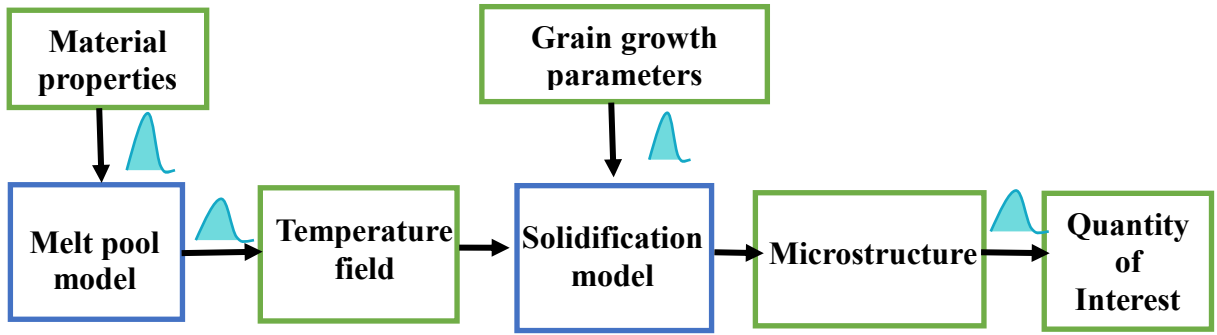 Material
properties
Grain growth
parameters
Melt pool
model
Temperature
field
Solidification
model
Microstructure
Quantity
of
Interest